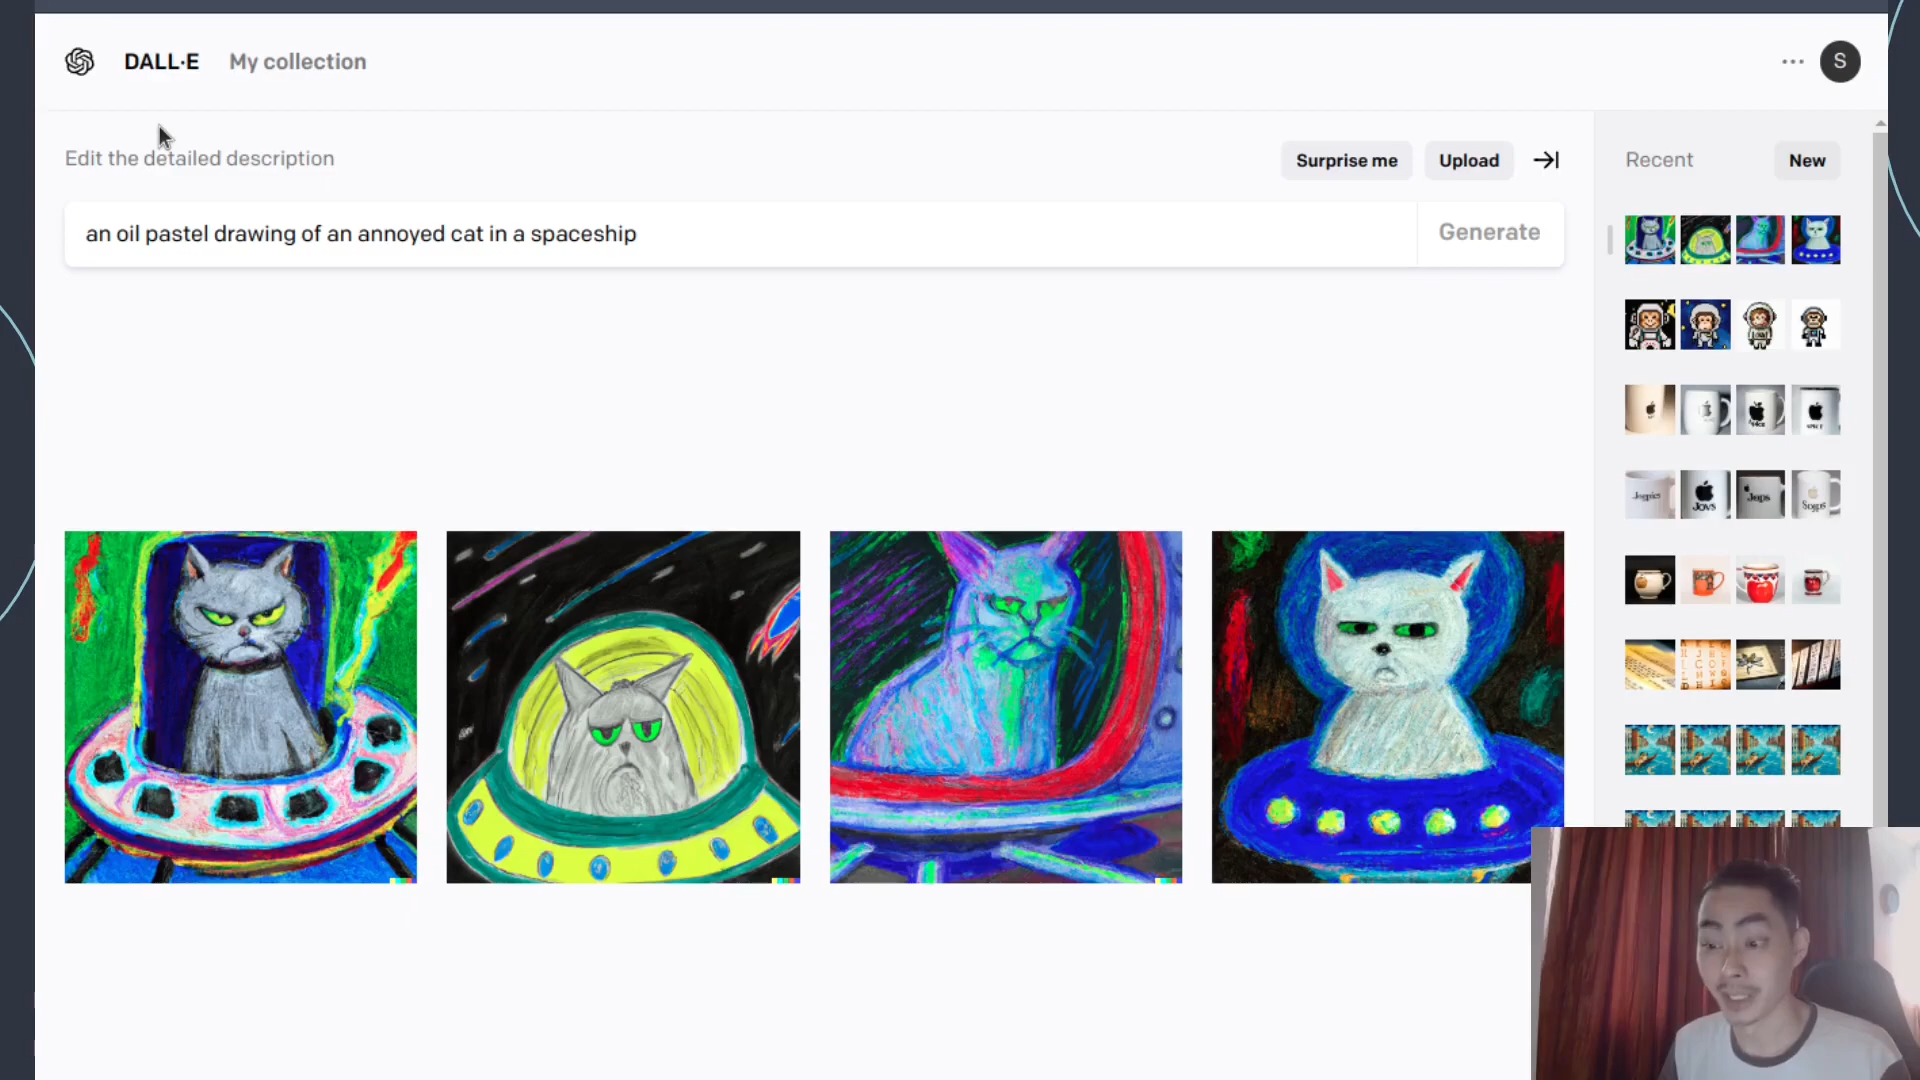 DALL·E My collection
S
Edit the detailed description
Surprise me Upload
Recent New
an oil pastel drawing of an annoyed cat in a spaceship
Generate